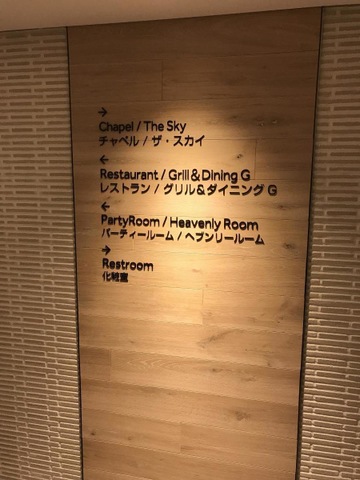 →
Chapel / The Sky
チャペル / ザ・スカイ
←
Restaurant / Grill & Dining G
レストラン / グリル&ダイニング G
←
PartyRoom / Heavenly Room
パーティールーム / ヘブンリールーム
→
Restroom
化粧室